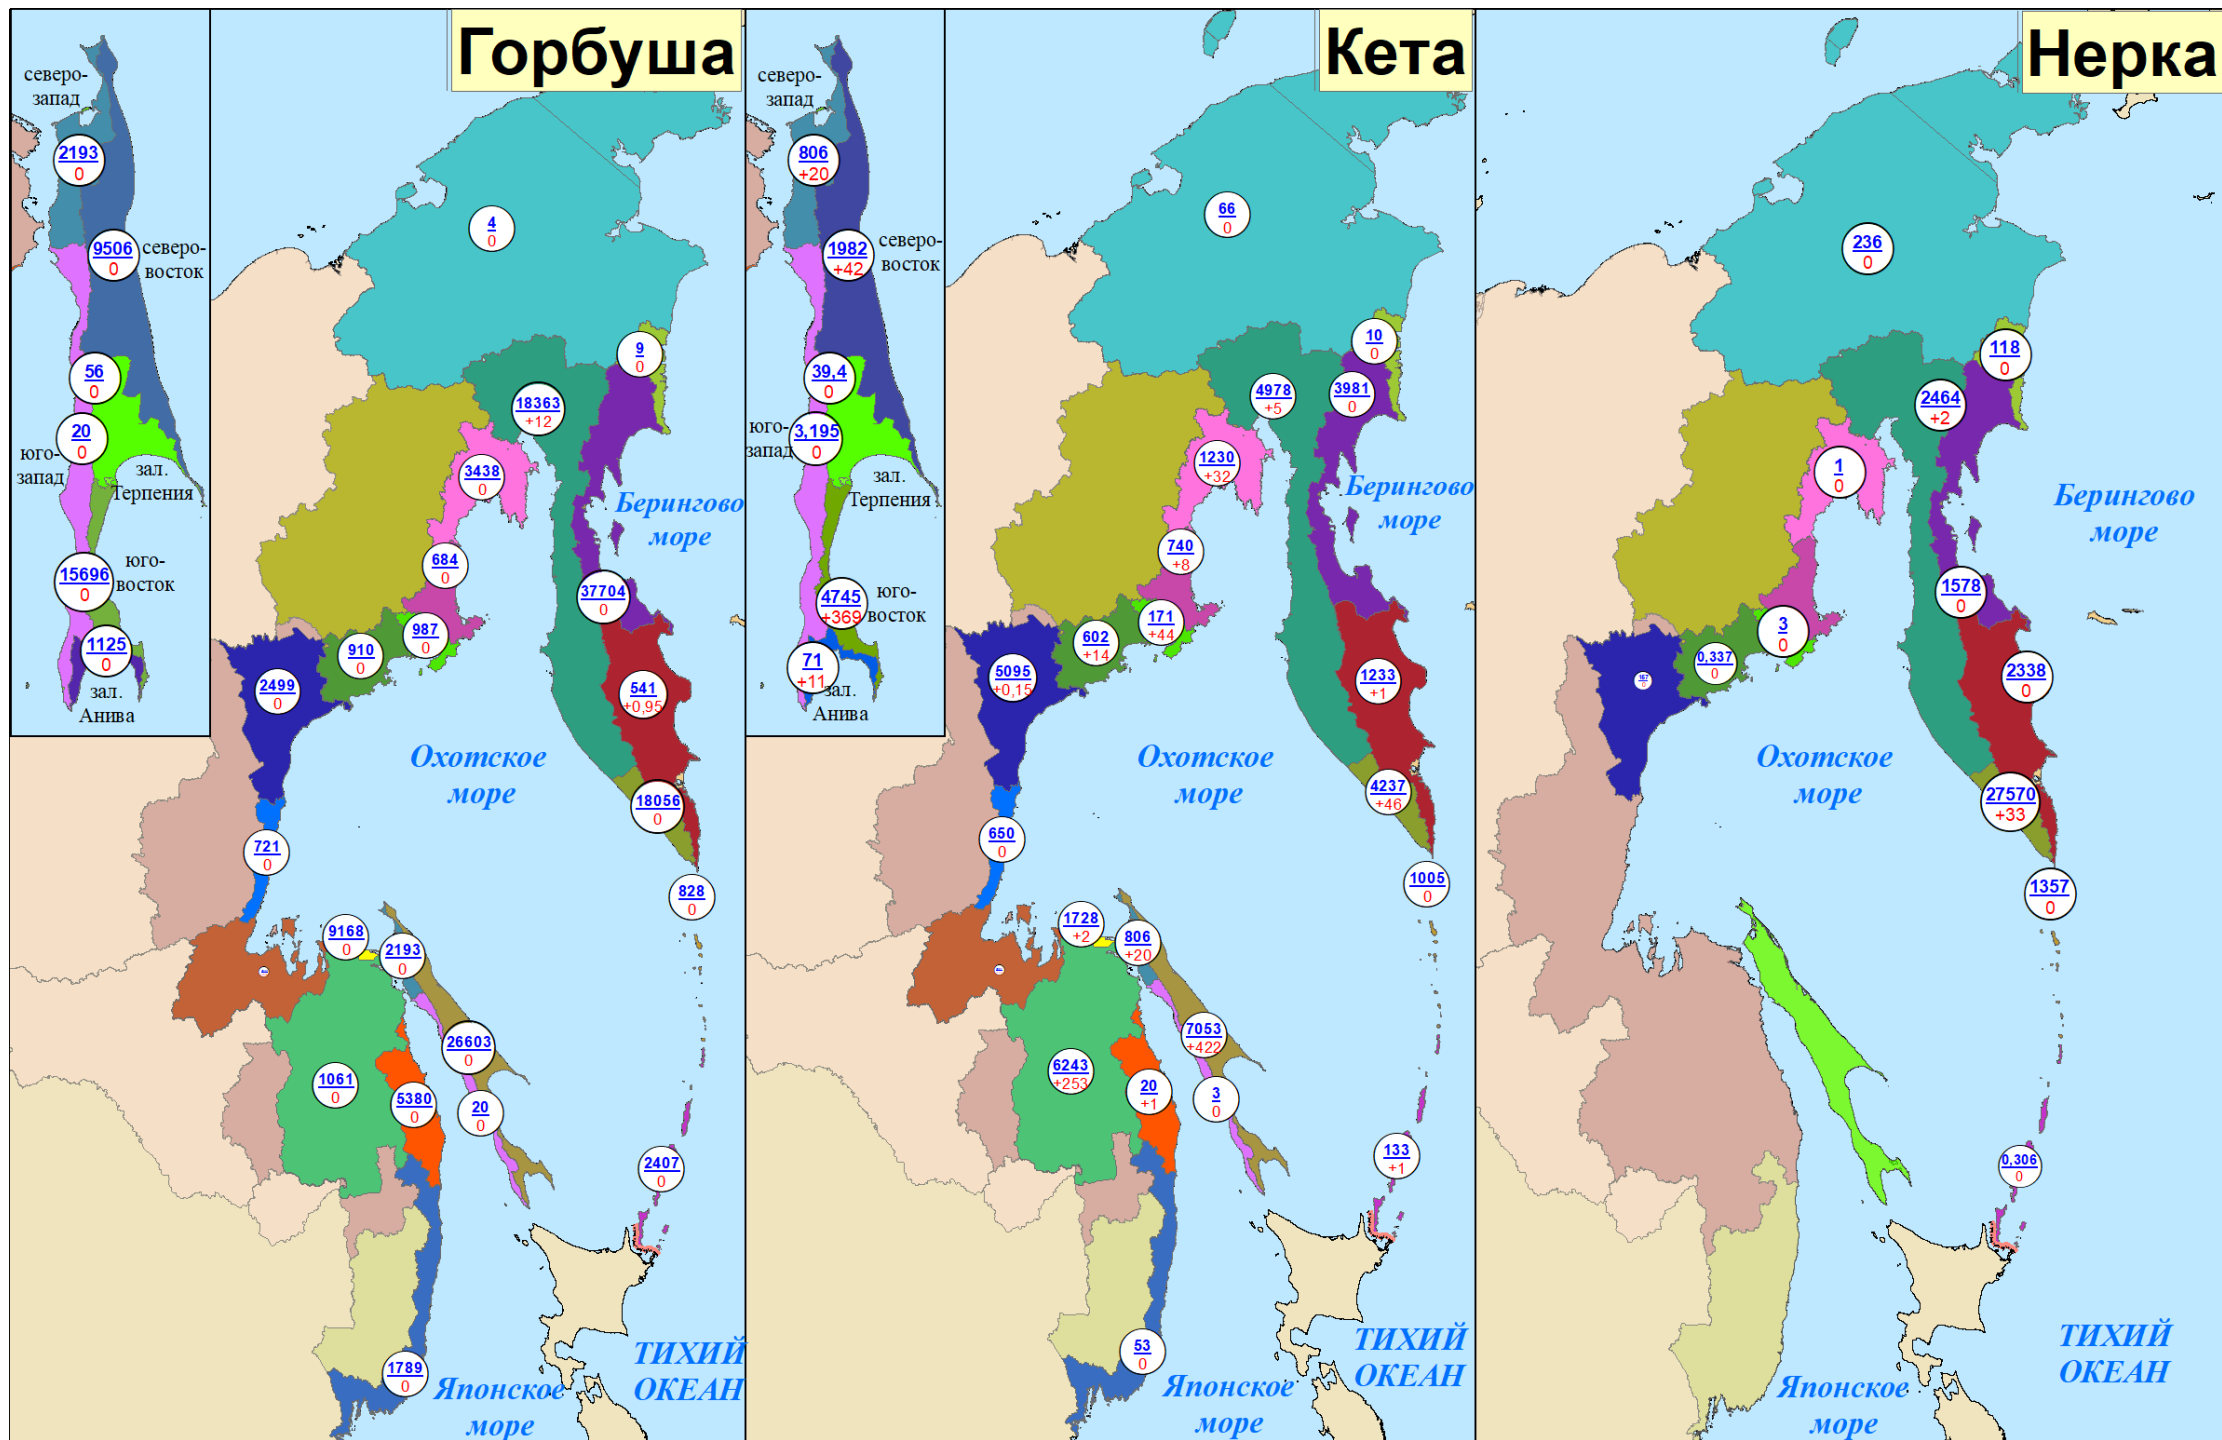 Горбуша
северо-
запад
2193
0
9506
0
северо-
восток
56
0
20
0
юго-
запад
зал.
Терпения
15696
0
юго-
восток
1125
0
зал.
Анива
4
0
9
0
18363
+12
3438
0
Берингово
море
684
0
37704
0
987
0
910
0
2499
0
541
+0,95
Охотское
море
18056
0
721
0
828
0
9168
0
2193
0
26603
0
1061
0
5380
0
20
0
2407
0
1789
0
ТИХИЙ
ОКЕАН
Японское
море
Кета
северо-
запад
806
+20
1982
+42
северо-
восток
39,4
0
юго-
запад
3,195
0
зал.
Терпения
4745
+369
юго-
восток
71
+11
зал.
Анива
66
0
10
0
4978
+5
3981
0
1230
+32
Берингово
море
740
+8
171
+44
602
+14
5095
+0,15
1233
+1
Охотское
море
4237
+46
650
0
1005
0
1728
+2
806
+20
7053
+422
6243
+253
20
+1
3
0
133
+1
53
0
ТИХИЙ
ОКЕАН
Японское
море
Нерка
236
0
118
0
2464
+2
1
0
Берингово
море
1578
0
3
0
0,337
0
167
0
2338
0
Охотское
море
27570
+33
1357
0
0,306
0
ТИХИЙ
ОКЕАН
Японское
море